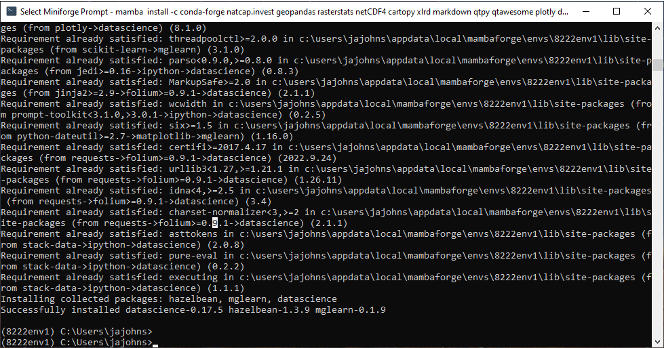 Select Miniforge Prompt - mamba  install -c conda-forge natcap.invest geopandas rasterstats netCDF4 cartopy xlrd markdown qtpy qtawesome plotly d...
ges (from plotly->datascience) (8.1.0)
Requirement already satisfied: threadpoolctl>=2.0.0 in c:\users\jajohns\appdata\local\mambaforge\envs\8222env1\lib\site-
packages (from scikit-learn->mglearn) (3.1.0)
Requirement already satisfied: parso<0.9.0,>=0.8.0 in c:\users\jajohns\appdata\local\mambaforge\envs\8222env1\lib\site-p
ackages (from jedi>=0.16->ipython->datascience) (0.8.3)
Requirement already satisfied: MarkupSafe>=2.0 in c:\users\jajohns\appdata\local\mambaforge\envs\8222env1\lib\site-packa
ges (from jinja2>=2.9->folium>=0.9.1->datascience) (2.1.1)
Requirement already satisfied: wcwidth in c:\users\jajohns\appdata\local\mambaforge\envs\8222env1\lib\site-packages (fro
m prompt-toolkit<3.1.0,>3.0.1->ipython->datascience) (0.2.5)
Requirement already satisfied: six>=1.5 in c:\users\jajohns\appdata\local\mambaforge\envs\8222env1\lib\site-packages (fr
om python-dateutil>=2.7->matplotlib->mglearn) (1.16.0)
Requirement already satisfied: certifi>=2017.4.17 in c:\users\jajohns\appdata\local\mambaforge\envs\8222env1\lib\site-pa
ckages (from requests->folium>=0.9.1->datascience) (2022.9.24)
Requirement already satisfied: urllib3<1.27,>=1.21.1 in c:\users\jajohns\appdata\local\mambaforge\envs\8222env1\lib\site
-packages (from requests->folium>=0.9.1->datascience) (1.26.11)
Requirement already satisfied: idna<4,>=2.5 in c:\users\jajohns\appdata\local\mambaforge\envs\8222env1\lib\site-packages
 (from requests->folium>=0.9.1->datascience) (3.4)
Requirement already satisfied: charset-normalizer<3,>=2 in c:\users\jajohns\appdata\local\mambaforge\envs\8222env1\lib\s
ite-packages (from requests->folium>=0.9.1->datascience) (2.1.1)
Requirement already satisfied: asttokens in c:\users\jajohns\appdata\local\mambaforge\envs\8222env1\lib\site-packages (f
rom stack-data->ipython->datascience) (2.0.8)
Requirement already satisfied: pure-eval in c:\users\jajohns\appdata\local\mambaforge\envs\8222env1\lib\site-packages (f
rom stack-data->ipython->datascience) (0.2.2)
Requirement already satisfied: executing in c:\users\jajohns\appdata\local\mambaforge\envs\8222env1\lib\site-packages (f
rom stack-data->ipython->datascience) (1.1.1)
Installing collected packages: hazelbean, mglearn, datascience
Successfully installed datascience-0.17.5 hazelbean-1.3.9 mglearn-0.1.9
(8222env1) C:\Users\jajohns>
(8222env1) C:\Users\jajohns>